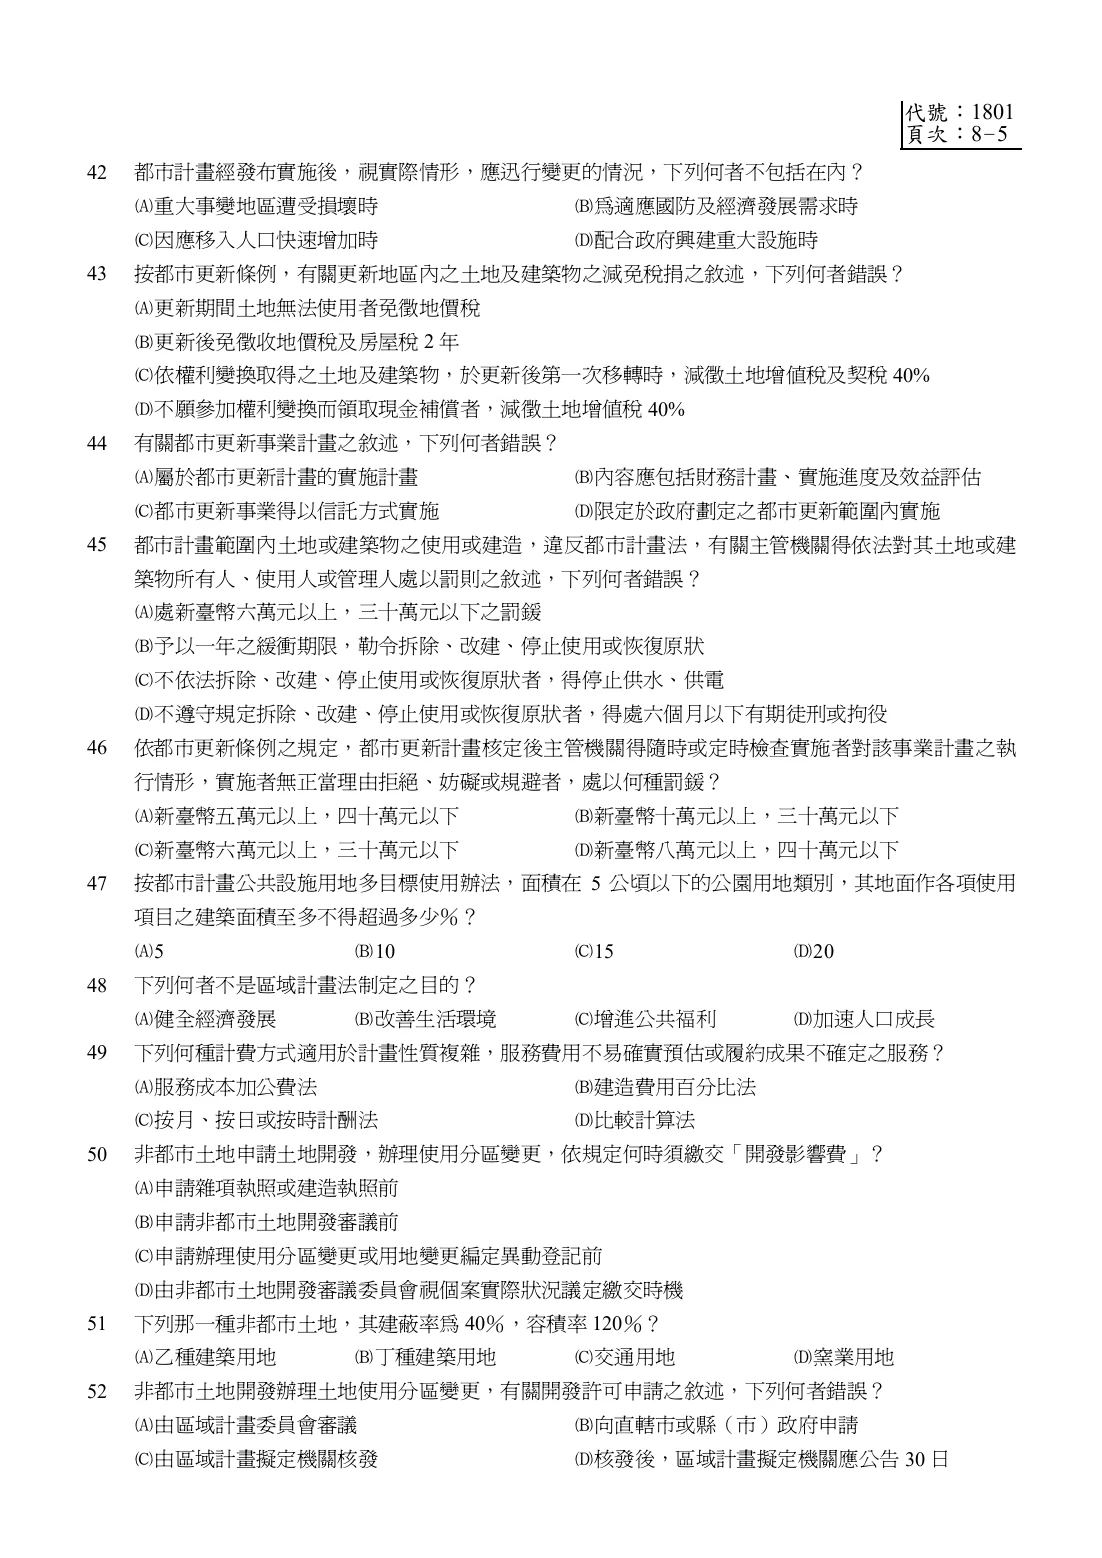 代號：1801
頁次：8-5
42 都市計畫經發布實施後，視實際情形，應迅行變更的情況，下列何者不包括在內？
(A)重大事變地區遭受損壞時 (B)為適應國防及經濟發展需求時
(C)因應移入人口快速增加時 (D)配合政府興建重大設施時
43 按都市更新條例，有關更新地區內之土地及建築物之減免稅捐之敘述，下列何者錯誤？
(A)更新期間土地無法使用者免徵地價稅
(B)更新後免徵收地價稅及房屋稅 2 年
(C)依權利變換取得之土地及建築物，於更新後第一次移轉時，減徵土地增值稅及契稅 40%
(D)不願參加權利變換而領取現金補償者，減徵土地增值稅 40%
44 有關都市更新事業計畫之敘述，下列何者錯誤？
(A)屬於都市更新計畫的實施計畫 (B)內容應包括財務計畫、實施進度及效益評估
(C)都市更新事業得以信託方式實施 (D)限定於政府劃定之都市更新範圍內實施
45 都市計畫範圍內土地或建築物之使用或建造，違反都市計畫法，有關主管機關得依法對其土地或建
築物所有人、使用人或管理人處以罰則之敘述，下列何者錯誤？
(A)處新臺幣六萬元以上，三十萬元以下之罰鍰
(B)予以一年之緩衝期限，勒令拆除、改建、停止使用或恢復原狀
(C)不依法拆除、改建、停止使用或恢復原狀者，得停止供水、供電
(D)不遵守規定拆除、改建、停止使用或恢復原狀者，得處六個月以下有期徒刑或拘役
46 依都市更新條例之規定，都市更新計畫核定後主管機關得隨時或定時檢查實施者對該事業計畫之執
行情形，實施者無正當理由拒絕、妨礙或規避者，處以何種罰鍰？
(A)新臺幣五萬元以上，四十萬元以下 (B)新臺幣十萬元以上，三十萬元以下
(C)新臺幣六萬元以上，三十萬元以下 (D)新臺幣八萬元以上，四十萬元以下
47 按都市計畫公共設施用地多目標使用辦法，面積在 5 公頃以下的公園用地類別，其地面作各項使用
項目之建築面積至多不得超過多少％？
(A)5 (B)10 (C)15 (D)20
48 下列何者不是區域計畫法制定之目的？
(A)健全經濟發展 (B)改善生活環境 (C)增進公共福利 (D)加速人口成長
49 下列何種計費方式適用於計畫性質複雜，服務費用不易確實預估或履約成果不確定之服務？
(A)服務成本加公費法 (B)建造費用百分比法
(C)按月、按日或按時計酬法 (D)比較計算法
50 非都市土地申請土地開發，辦理使用分區變更，依規定何時須繳交「開發影響費」？
(A)申請雜項執照或建造執照前
(B)申請非都市土地開發審議前
(C)申請辦理使用分區變更或用地變更編定異動登記前
(D)由非都市土地開發審議委員會視個案實際狀況議定繳交時機
51 下列那一種非都市土地，其建蔽率為 40％，容積率 120％？
(A)乙種建築用地 (B)丁種建築用地 (C)交通用地 (D)窯業用地
52 非都市土地開發辦理土地使用分區變更，有關開發許可申請之敘述，下列何者錯誤？
(A)由區域計畫委員會審議 (B)向直轄市或縣（市）政府申請
(C)由區域計畫擬定機關核發 (D)核發後，區域計畫擬定機關應公告 30 日